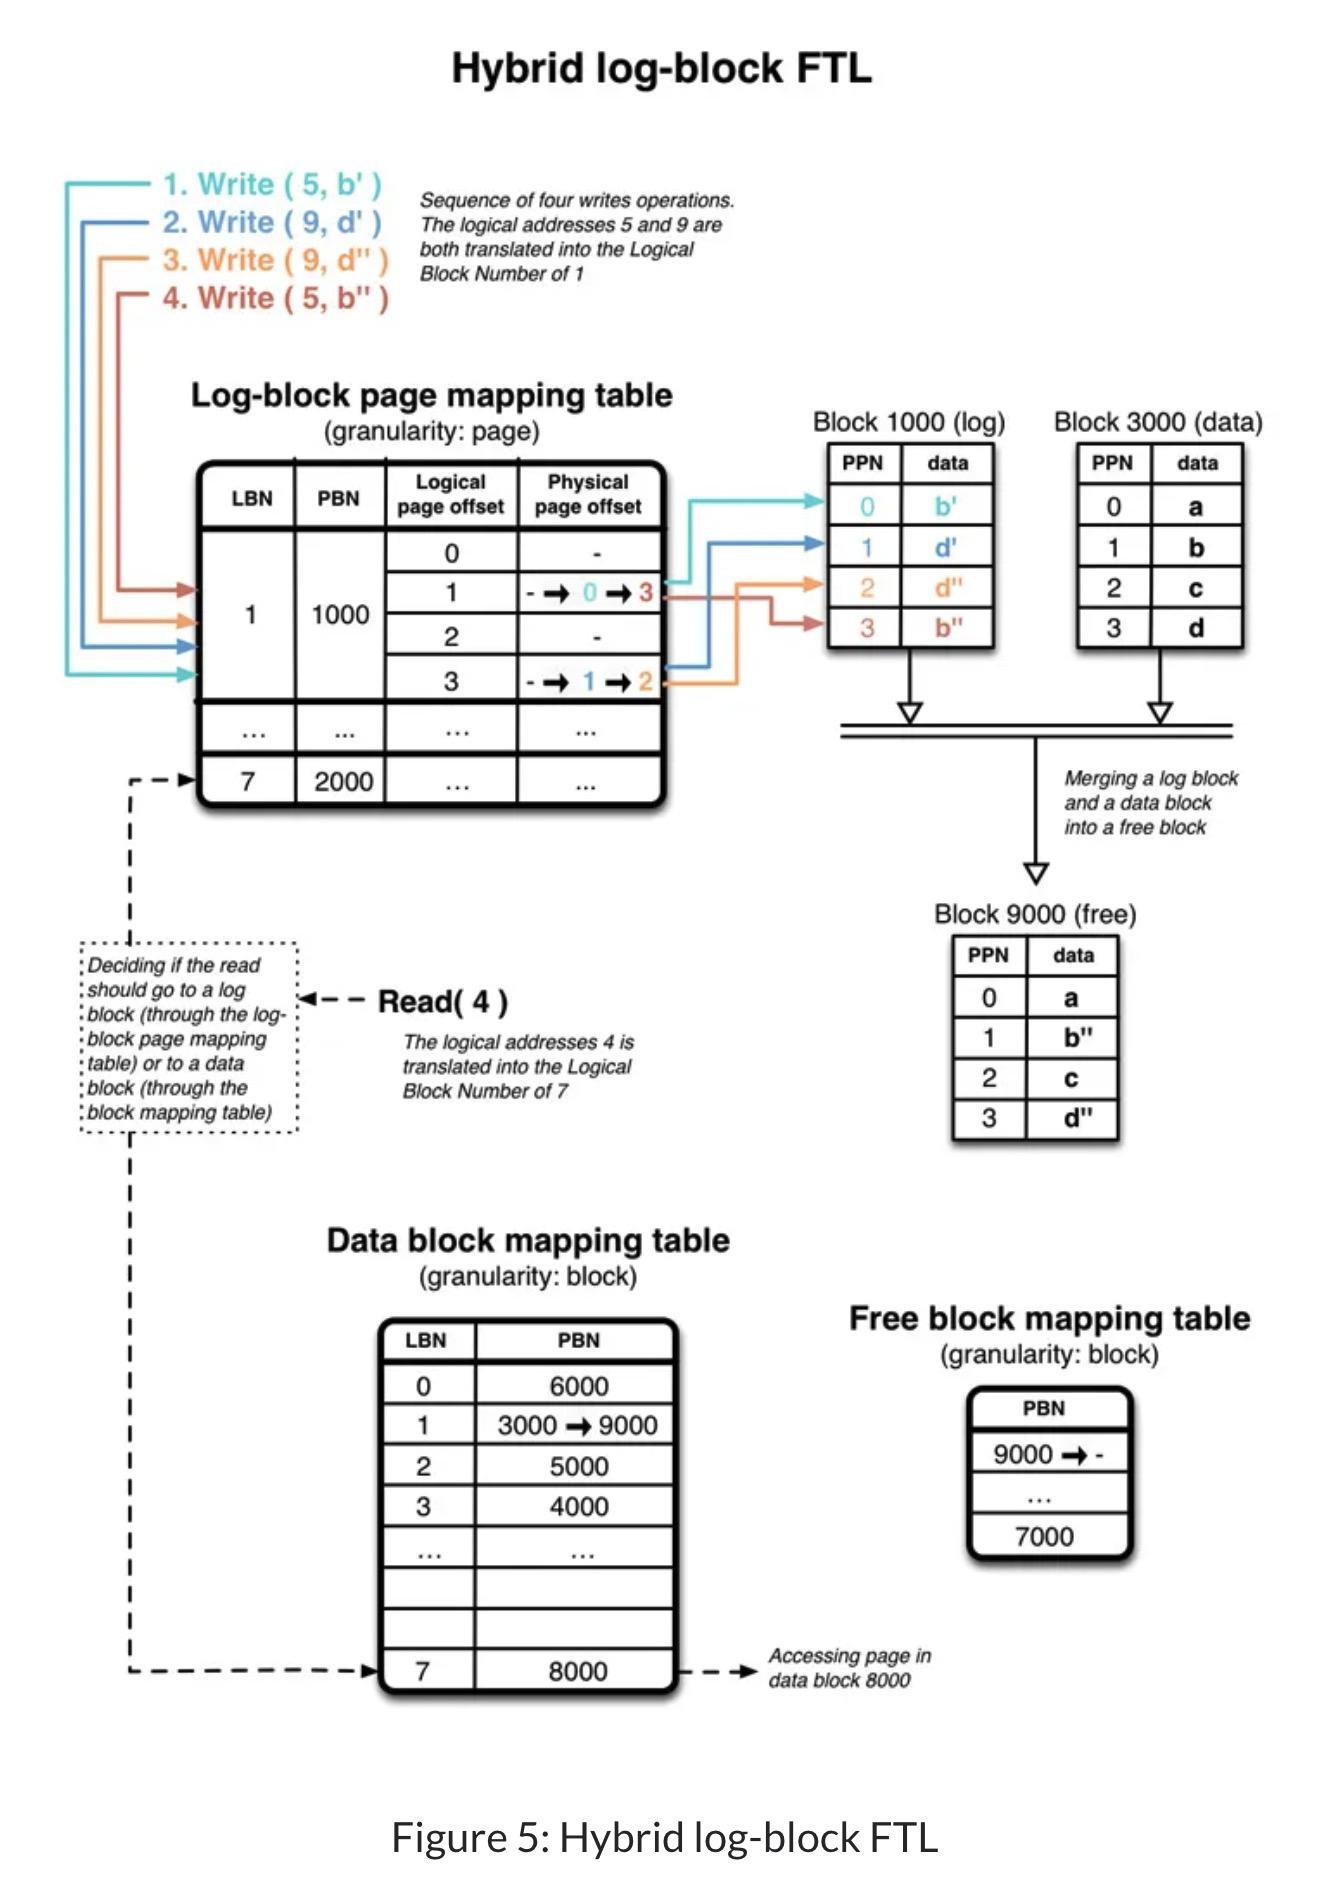 Hybrid log-block FTL
1. Write ( 5, b' )
2. Write ( 9, d' )
3. Write ( 9, d'' )
4. Write ( 5, b'' )
Sequence of four writes operations.
The logical addresses 5 and 9 are
both translated into the Logical
Block Number of 1
Log-block page mapping table
(granularity: page)
LBN PBN Logical page offset Physical page offset
1 1000
0 -
1 - → 0 → 3
2 -
3 - → 1 → 2
... ... ... ...
7 2000 ... ...
Block 1000 (log)
PPN data
0 b'
1 d'
2 d''
3 b''
Block 3000 (data)
PPN data
0 a
1 b
2 c
3 d
Merging a log block
and a data block
into a free block
Block 9000 (free)
PPN data
0 a
1 b''
2 c
3 d''
Deciding if the read
should go to a log
block (through the log-
block page mapping
table) or to a data
block (through the
block mapping table)
Read( 4 )
The logical addresses 4 is
translated into the Logical
Block Number of 7
Data block mapping table
(granularity: block)
LBN PBN
0 6000
1 3000 → 9000
2 5000
3 4000
... ...
7 8000
Accessing page in
data block 8000
Free block mapping table
(granularity: block)
PBN
9000 → -
...
7000
Figure 5: Hybrid log-block FTL